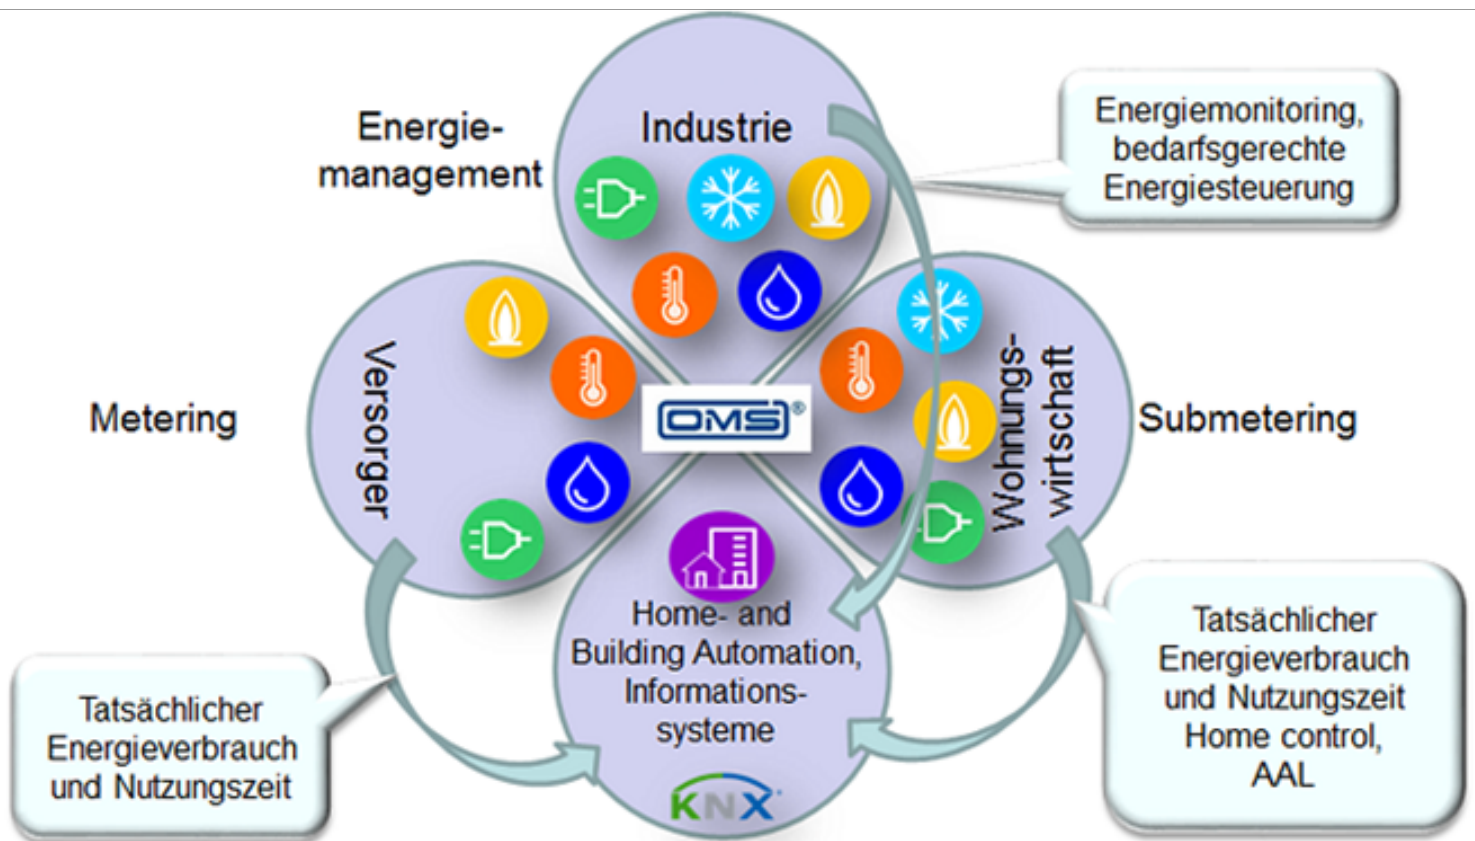 Energie-
management
Industrie
Energiemonitoring,
bedarfsgerechte
Energiesteuerung
Metering
Versorger
OMS®
Wohnungs-
wirtschaft
Submetering
Home- and
Building Automation,
Informations-
systeme
KNX
Tatsächlicher
Energieverbrauch
und Nutzungszeit
Tatsächlicher
Energieverbrauch
und Nutzungszeit
Home control,
AAL